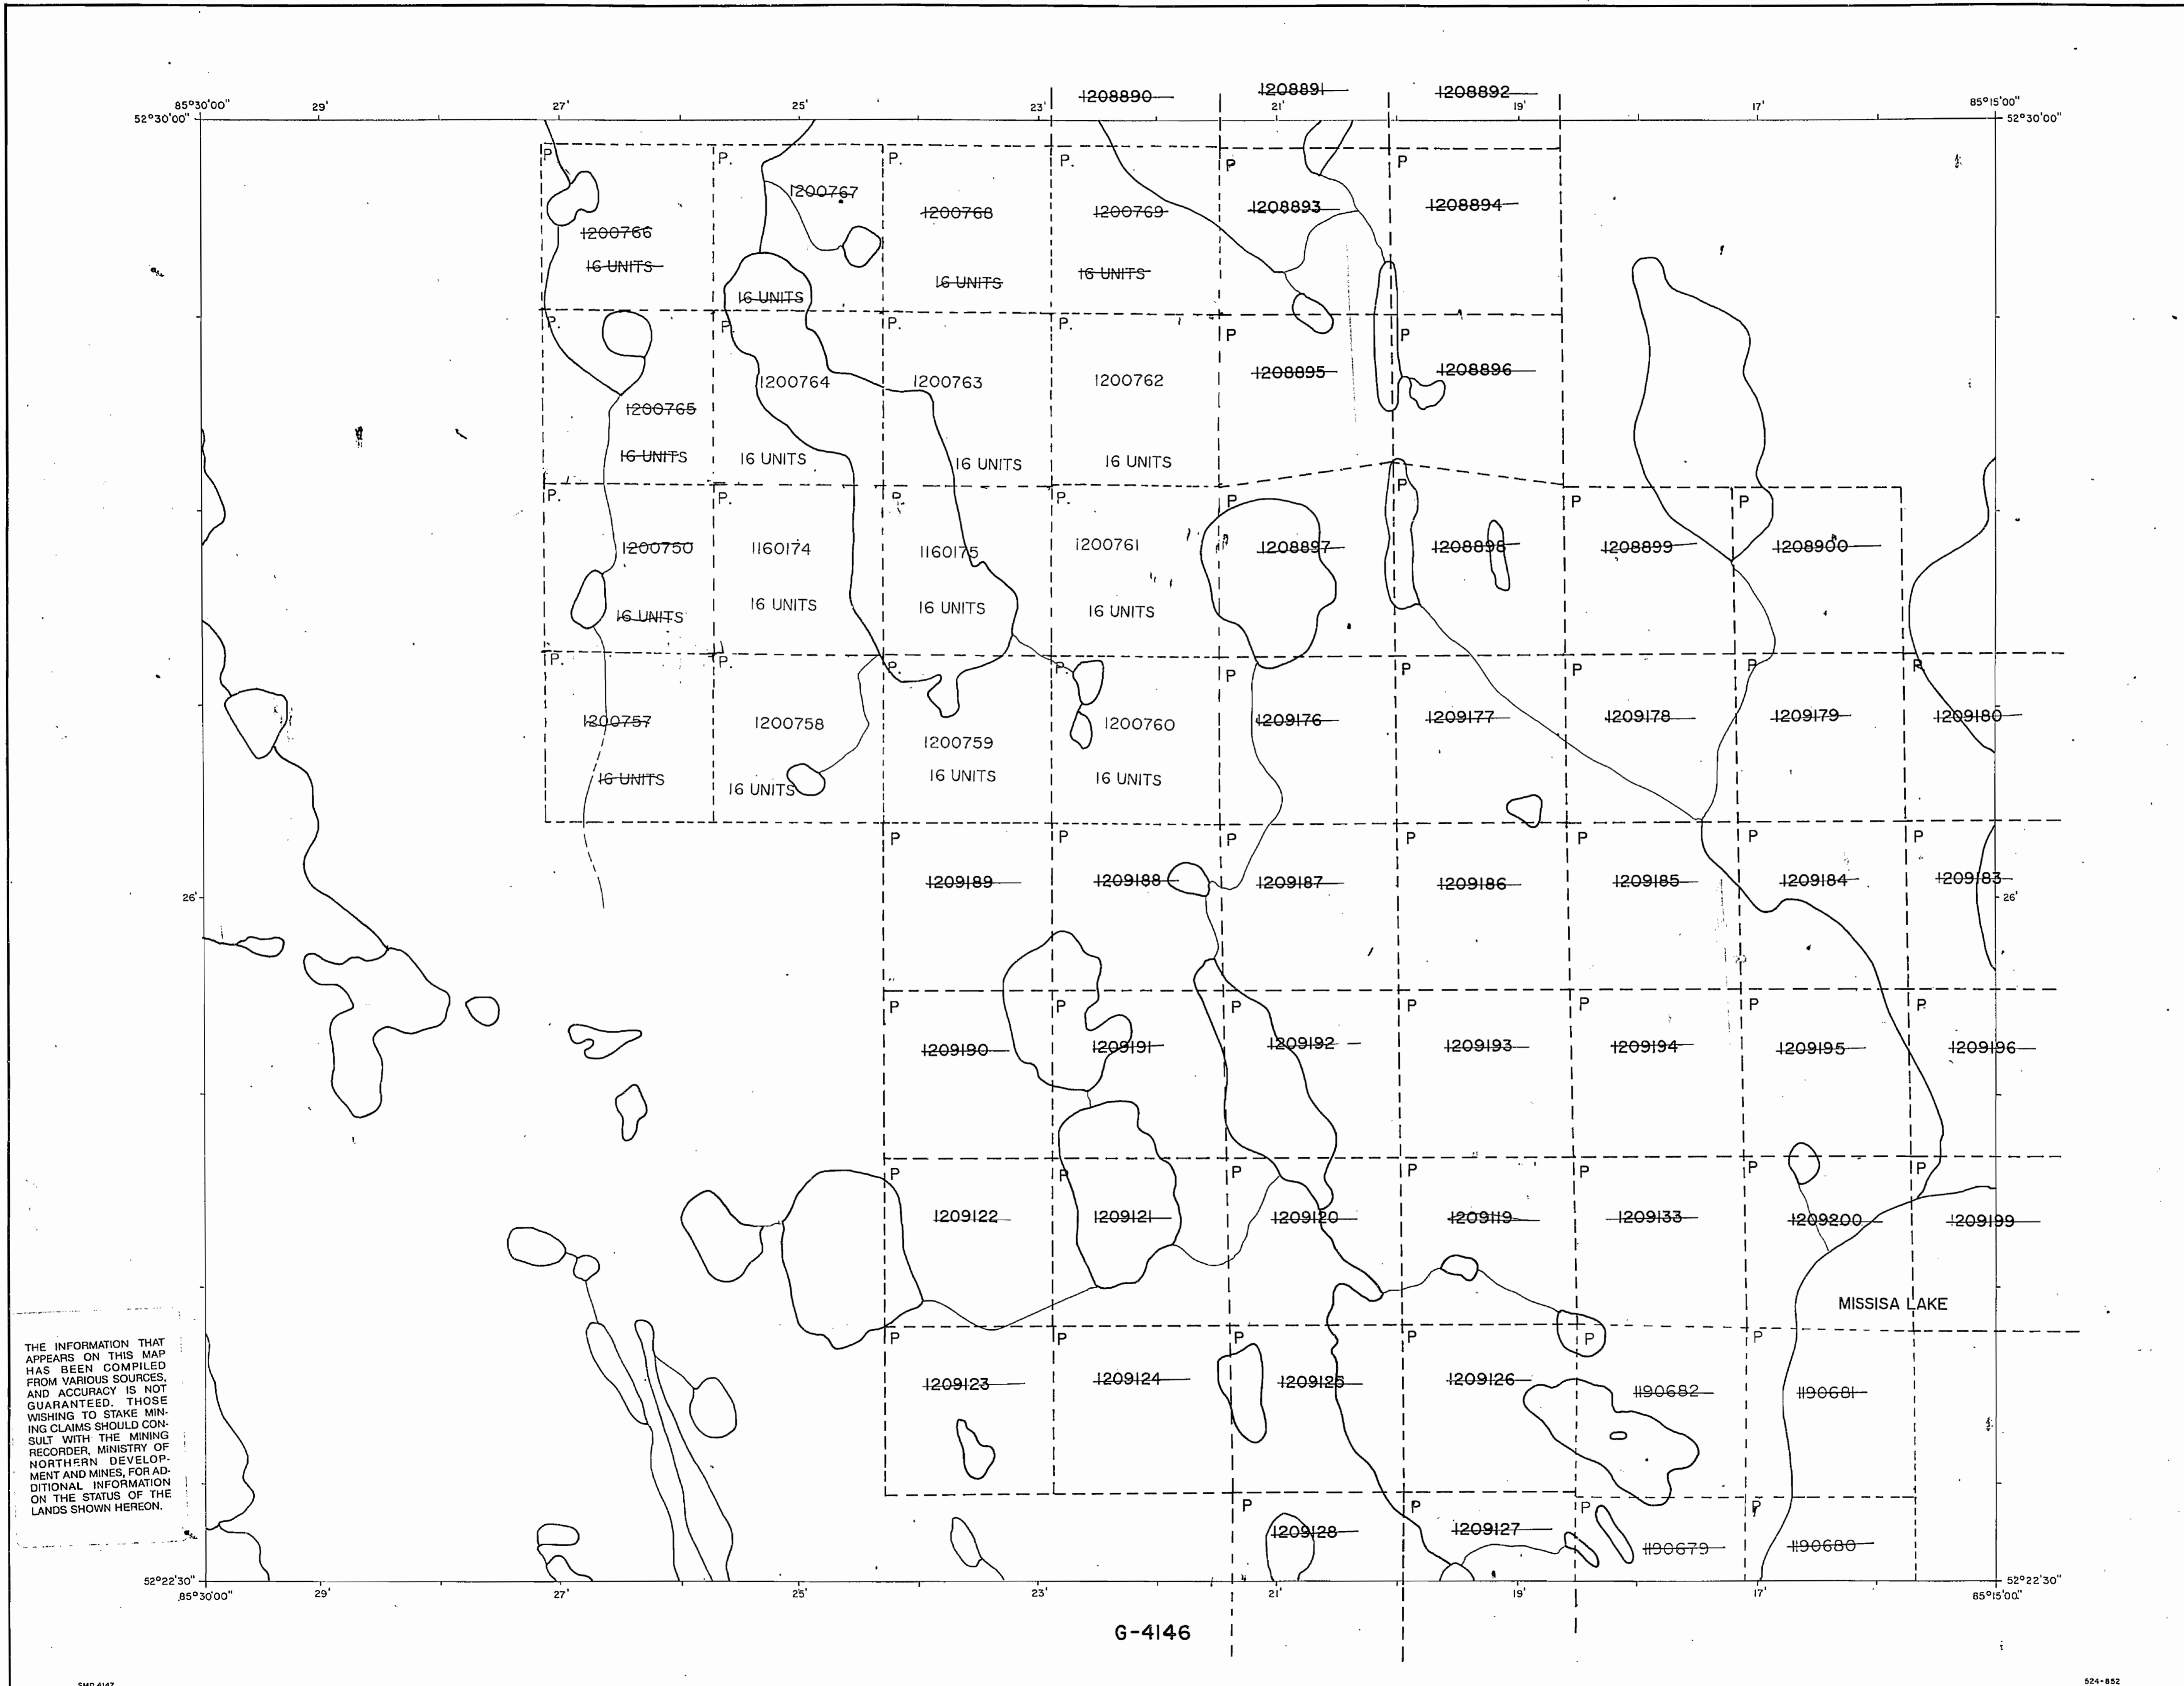 1208890 1208891 1208892
85°30'00" 29' 27' 25' 23' 21' 19' 17' 85°15'00"
52°30'00" 52°30'00"
P P. P. P. P P
1200767
1200766 1200768 1200769 1208893 1208894
16 UNITS 16 UNITS 16 UNITS 16 UNITS
P. P. P. P. P P
1200765 1200764 1200763 1200762 1208895 1208896
16 UNITS 16 UNITS 16 UNITS 16 UNITS
P. P. P. P. P P P P
1200750 1160174 1160175 1200761 1208897 1208898 1208899 1208900
16 UNITS 16 UNITS 16 UNITS 16 UNITS
P. P. P. P. P P P P P
1200757 1200758 1200759 1200760 1209176 1209177 1209178 1209179 1209180
16 UNITS 16 UNITS 16 UNITS 16 UNITS
P P P P P P P
1209189 1209188 1209187 1209186 1209185 1209184 1209183
26' 26'
P P P P P P P
1209190 1209191 1209192 1209193 1209194 1209195 1209196
P P P P P P P
1209122 1209121 1209120 1209119 1209133 1209200 1209199
MISSISA LAKE
P P P P P P
1209123 1209124 1209125 1209126 1190682 1190681
P P P P
1209128 1209127 1190679 1190680
THE INFORMATION THAT
APPEARS ON THIS MAP
HAS BEEN COMPILED
FROM VARIOUS SOURCES,
AND ACCURACY IS NOT
GUARANTEED. THOSE
WISHING TO STAKE MIN-
ING CLAIMS SHOULD CON-
SULT WITH THE MINING
RECORDER, MINISTRY OF
NORTHERN DEVELOP-
MENT AND MINES, FOR AD-
DITIONAL INFORMATION
ON THE STATUS OF THE
LANDS SHOWN HEREON.
52°22'30" 52°22'30"
85°30'00" 29' 27' 25' 23' 21' 19' 17' 85°15'00"
G-4146
SHD.4147 524-852